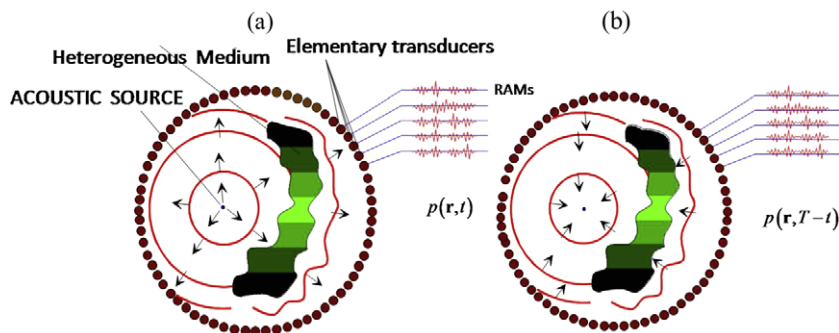 (a)
(b)
Heterogeneous Medium
Elementary transducers
ACOUSTIC SOURCE
RAMs
p(r,t)
p(r,T−t)